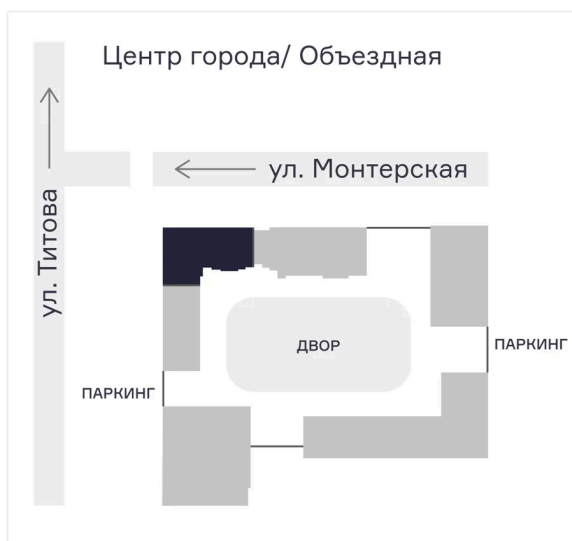 Центр города/ Объездная
ул. Монтерская
ул. Титова
ДВОР
ПАРКИНГ
ПАРКИНГ